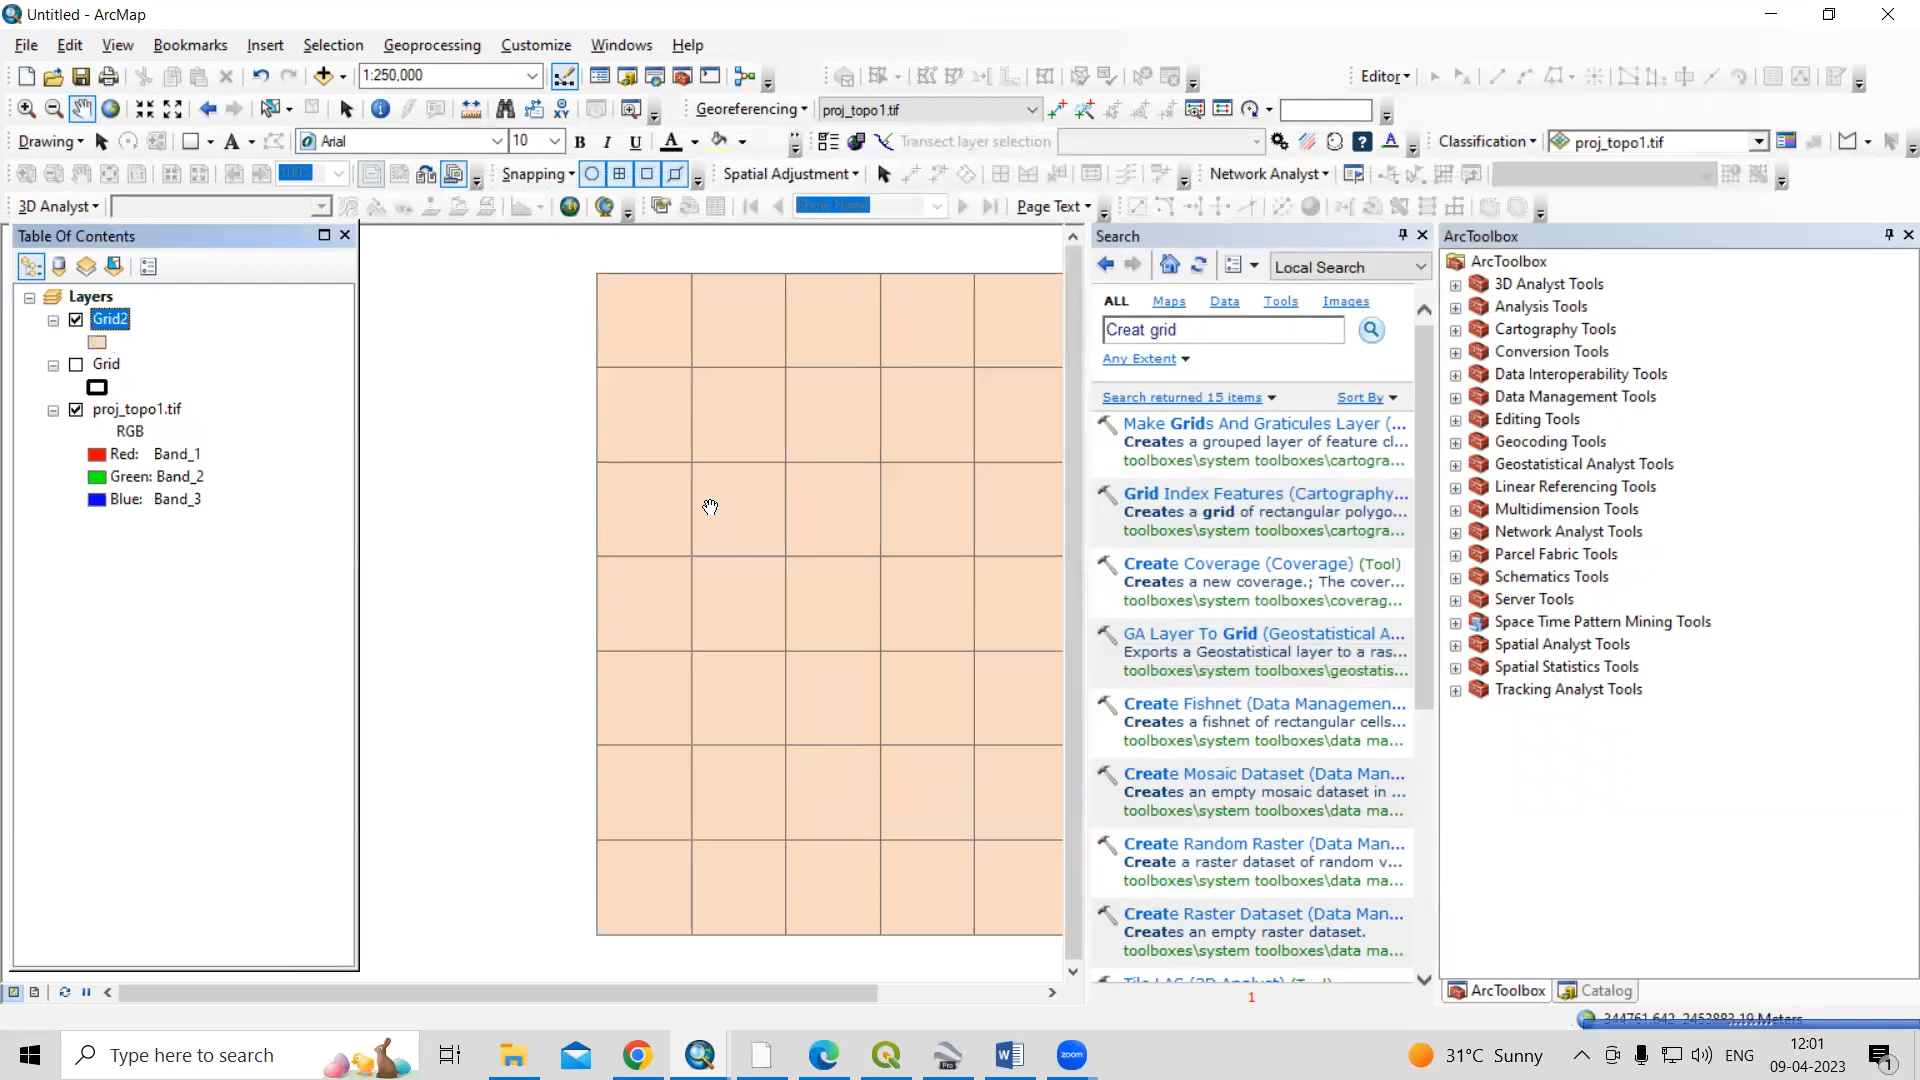 Untitled - ArcMap
File Edit View Bookmarks Insert Selection Geoprocessing Customize Windows Help
1:250,000 Editor
Georeferencing proj_topo1.tif
Drawing A Arial 10 B I U A Transect layer selection Classification proj_topo1.tif
100% Snapping Spatial Adjustment Network Analyst
3D Analyst Show Name Page Text
Table Of Contents
Layers
Grid2
Grid
proj_topo1.tif
RGB
Red: Band_1
Green: Band_2
Blue: Band_3
Search
Local Search
ALL Maps Data Tools Images
Creat grid
Any Extent
Search returned 15 items Sort By
Make Grids And Graticules Layer (...
Creates a grouped layer of feature cl...
toolboxes\system toolboxes\cartogra...
Grid Index Features (Cartography...
Creates a grid of rectangular polygo...
toolboxes\system toolboxes\cartogra...
Create Coverage (Coverage) (Tool)
Creates a new coverage.; The cover...
toolboxes\system toolboxes\coverag...
GA Layer To Grid (Geostatistical A...
Exports a Geostatistical layer to a ras...
toolboxes\system toolboxes\geostatis...
Create Fishnet (Data Managemen...
Creates a fishnet of rectangular cells...
toolboxes\system toolboxes\data ma...
Create Mosaic Dataset (Data Man...
Creates an empty mosaic dataset in ...
toolboxes\system toolboxes\data ma...
Create Random Raster (Data Man...
Create a raster dataset of random v...
toolboxes\system toolboxes\data ma...
Create Raster Dataset (Data Man...
Creates an empty raster dataset.
toolboxes\system toolboxes\data ma...
1
ArcToolbox
ArcToolbox
3D Analyst Tools
Analysis Tools
Cartography Tools
Conversion Tools
Data Interoperability Tools
Data Management Tools
Editing Tools
Geocoding Tools
Geostatistical Analyst Tools
Linear Referencing Tools
Multidimension Tools
Network Analyst Tools
Parcel Fabric Tools
Schematics Tools
Server Tools
Space Time Pattern Mining Tools
Spatial Analyst Tools
Spatial Statistics Tools
Tracking Analyst Tools
ArcToolbox Catalog
344761.642 2453883.19 Meters
Type here to search
Pro
zoom
31°C Sunny
ENG
12:01
09-04-2023
1